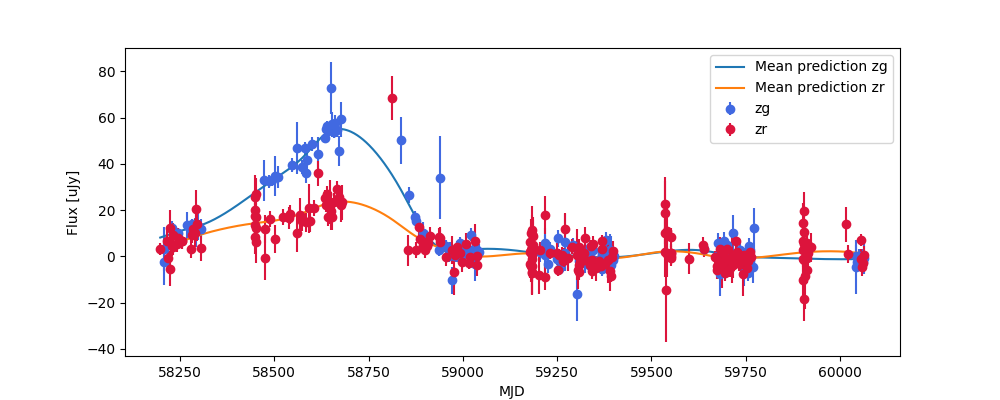 80
60
40
20
0
−20
−40
Flux [uJy]
58250
58500
58750
59000
59250
59500
59750
60000
MJD
Mean prediction zg
Mean prediction zr
zg
zr